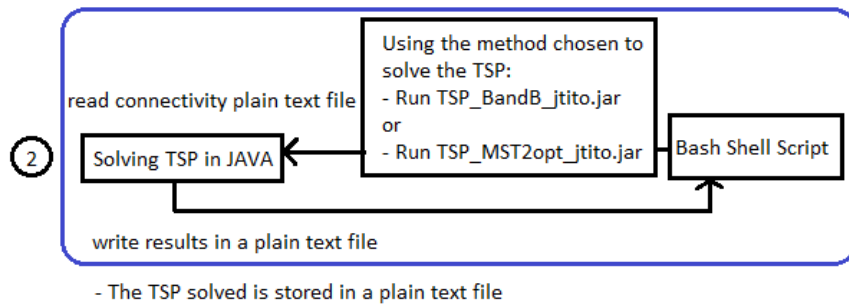 Using the method chosen to
solve the TSP:
- Run TSP_BandB_jtito.jar
or
- Run TSP_MST2opt_jtito.jar
read connectivity plain text file
2
Solving TSP in JAVA
Bash Shell Script
write results in a plain text file
- The TSP solved is stored in a plain text file